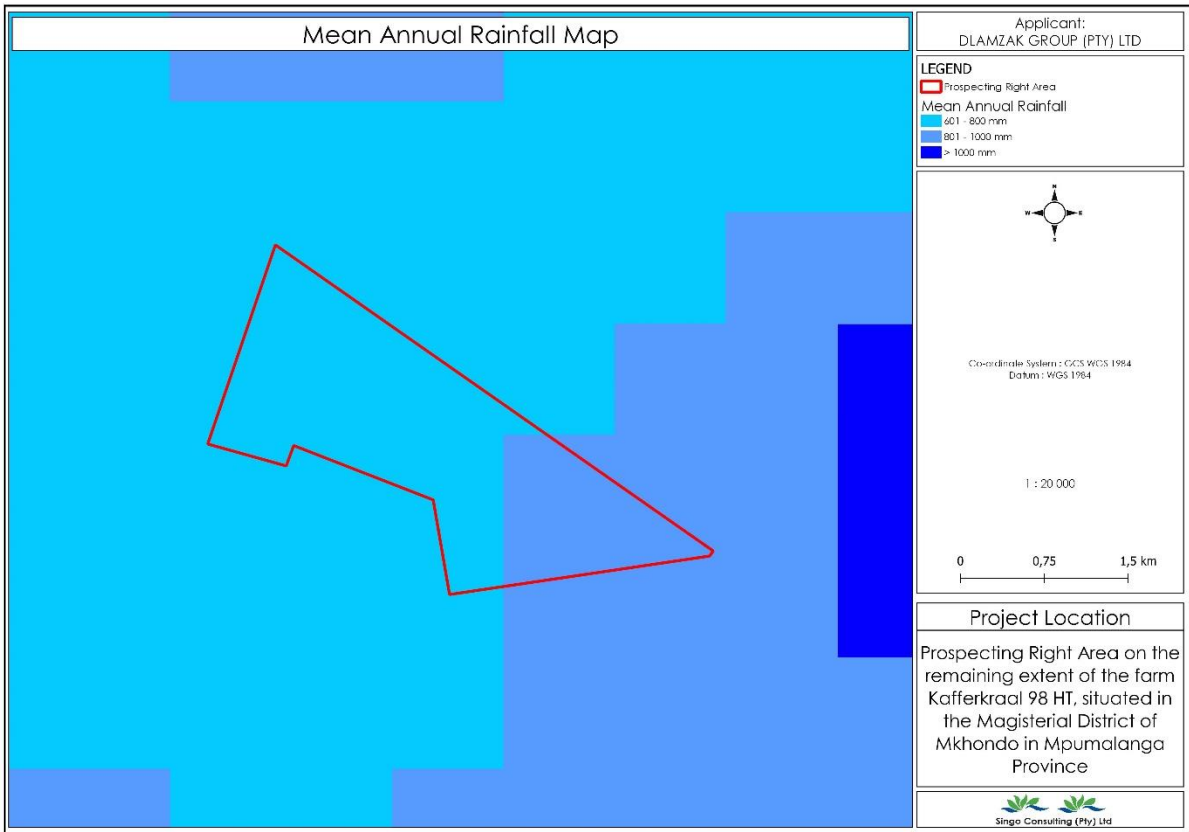 Mean Annual Rainfall Map
Applicant:
DLAMZAK GROUP (PTY) LTD
LEGEND
Prospecting Right Area
Mean Annual Rainfall
601 - 800 mm
801 - 1000 mm
> 1000 mm
N
W E
S
Co-ordinate System : GCS WGS 1984
Datum : WGS 1984
1 : 20 000
0 0,75 1,5 km
Project Location
Prospecting Right Area on the
remaining extent of the farm
Kafferkraal 98 HT, situated in
the Magisterial District of
Mkhondo in Mpumalanga
Province
Singo Consulting (Pty) Ltd